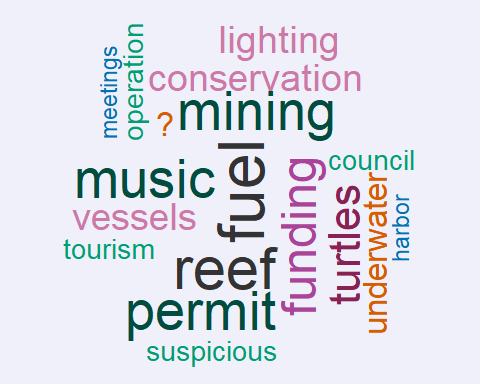 lighting
meetings
operation
conservation
?
mining
fuel
music
council
funding
turtles
underwater
harbor
vessels
tourism
reef
permit
suspicious